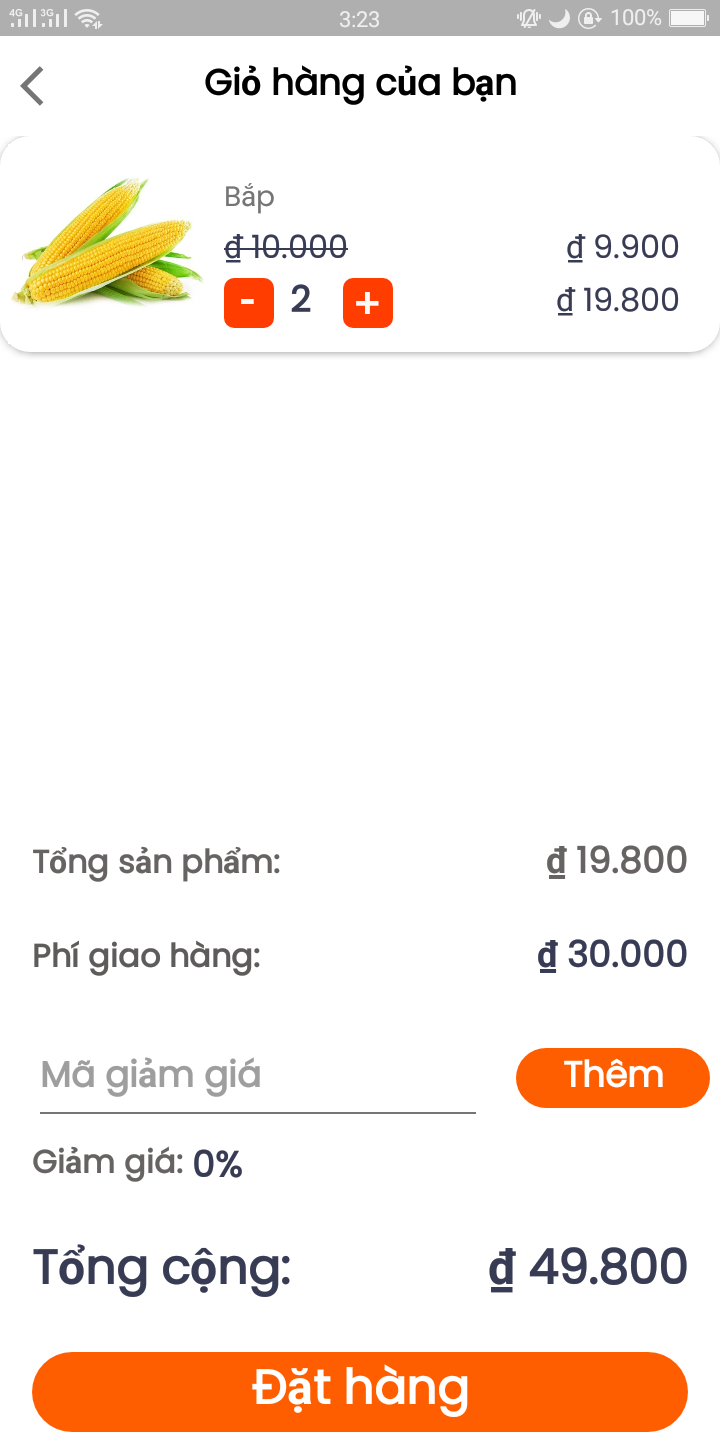 4G 3G 3:23 100%
Giỏ hàng của bạn
Bắp
₫ 10.000 ₫ 9.900
- 2 + ₫ 19.800
Tổng sản phẩm: ₫ 19.800
Phí giao hàng: ₫ 30.000
Mã giảm giá Thêm
Giảm giá: 0%
Tổng cộng: ₫ 49.800
Đặt hàng